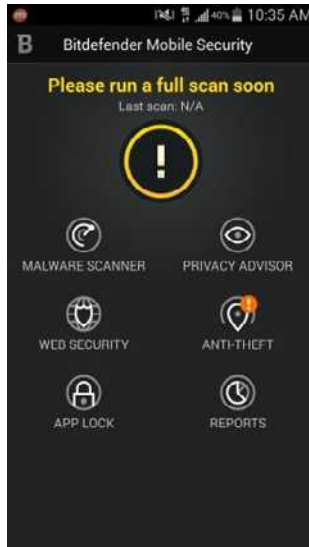 40% 10:35 AM
B Bitdefender Mobile Security
Please run a full scan soon
Last scan: N/A
!
MALWARE SCANNER PRIVACY ADVISOR
!
WEB SECURITY ANTI-THEFT
APP LOCK REPORTS